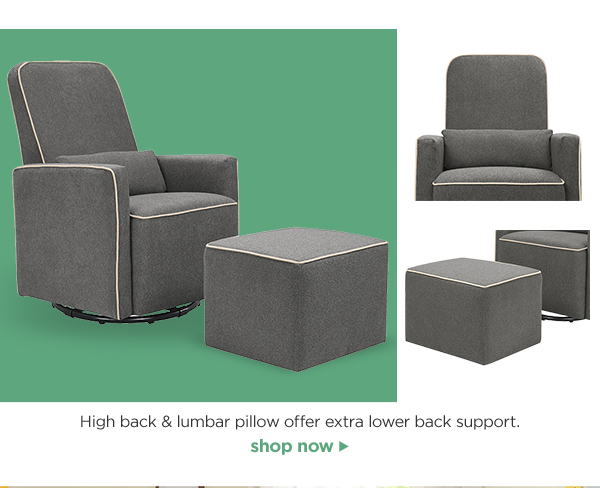 High back & lumbar pillow offer extra lower back support.
shop now ▶